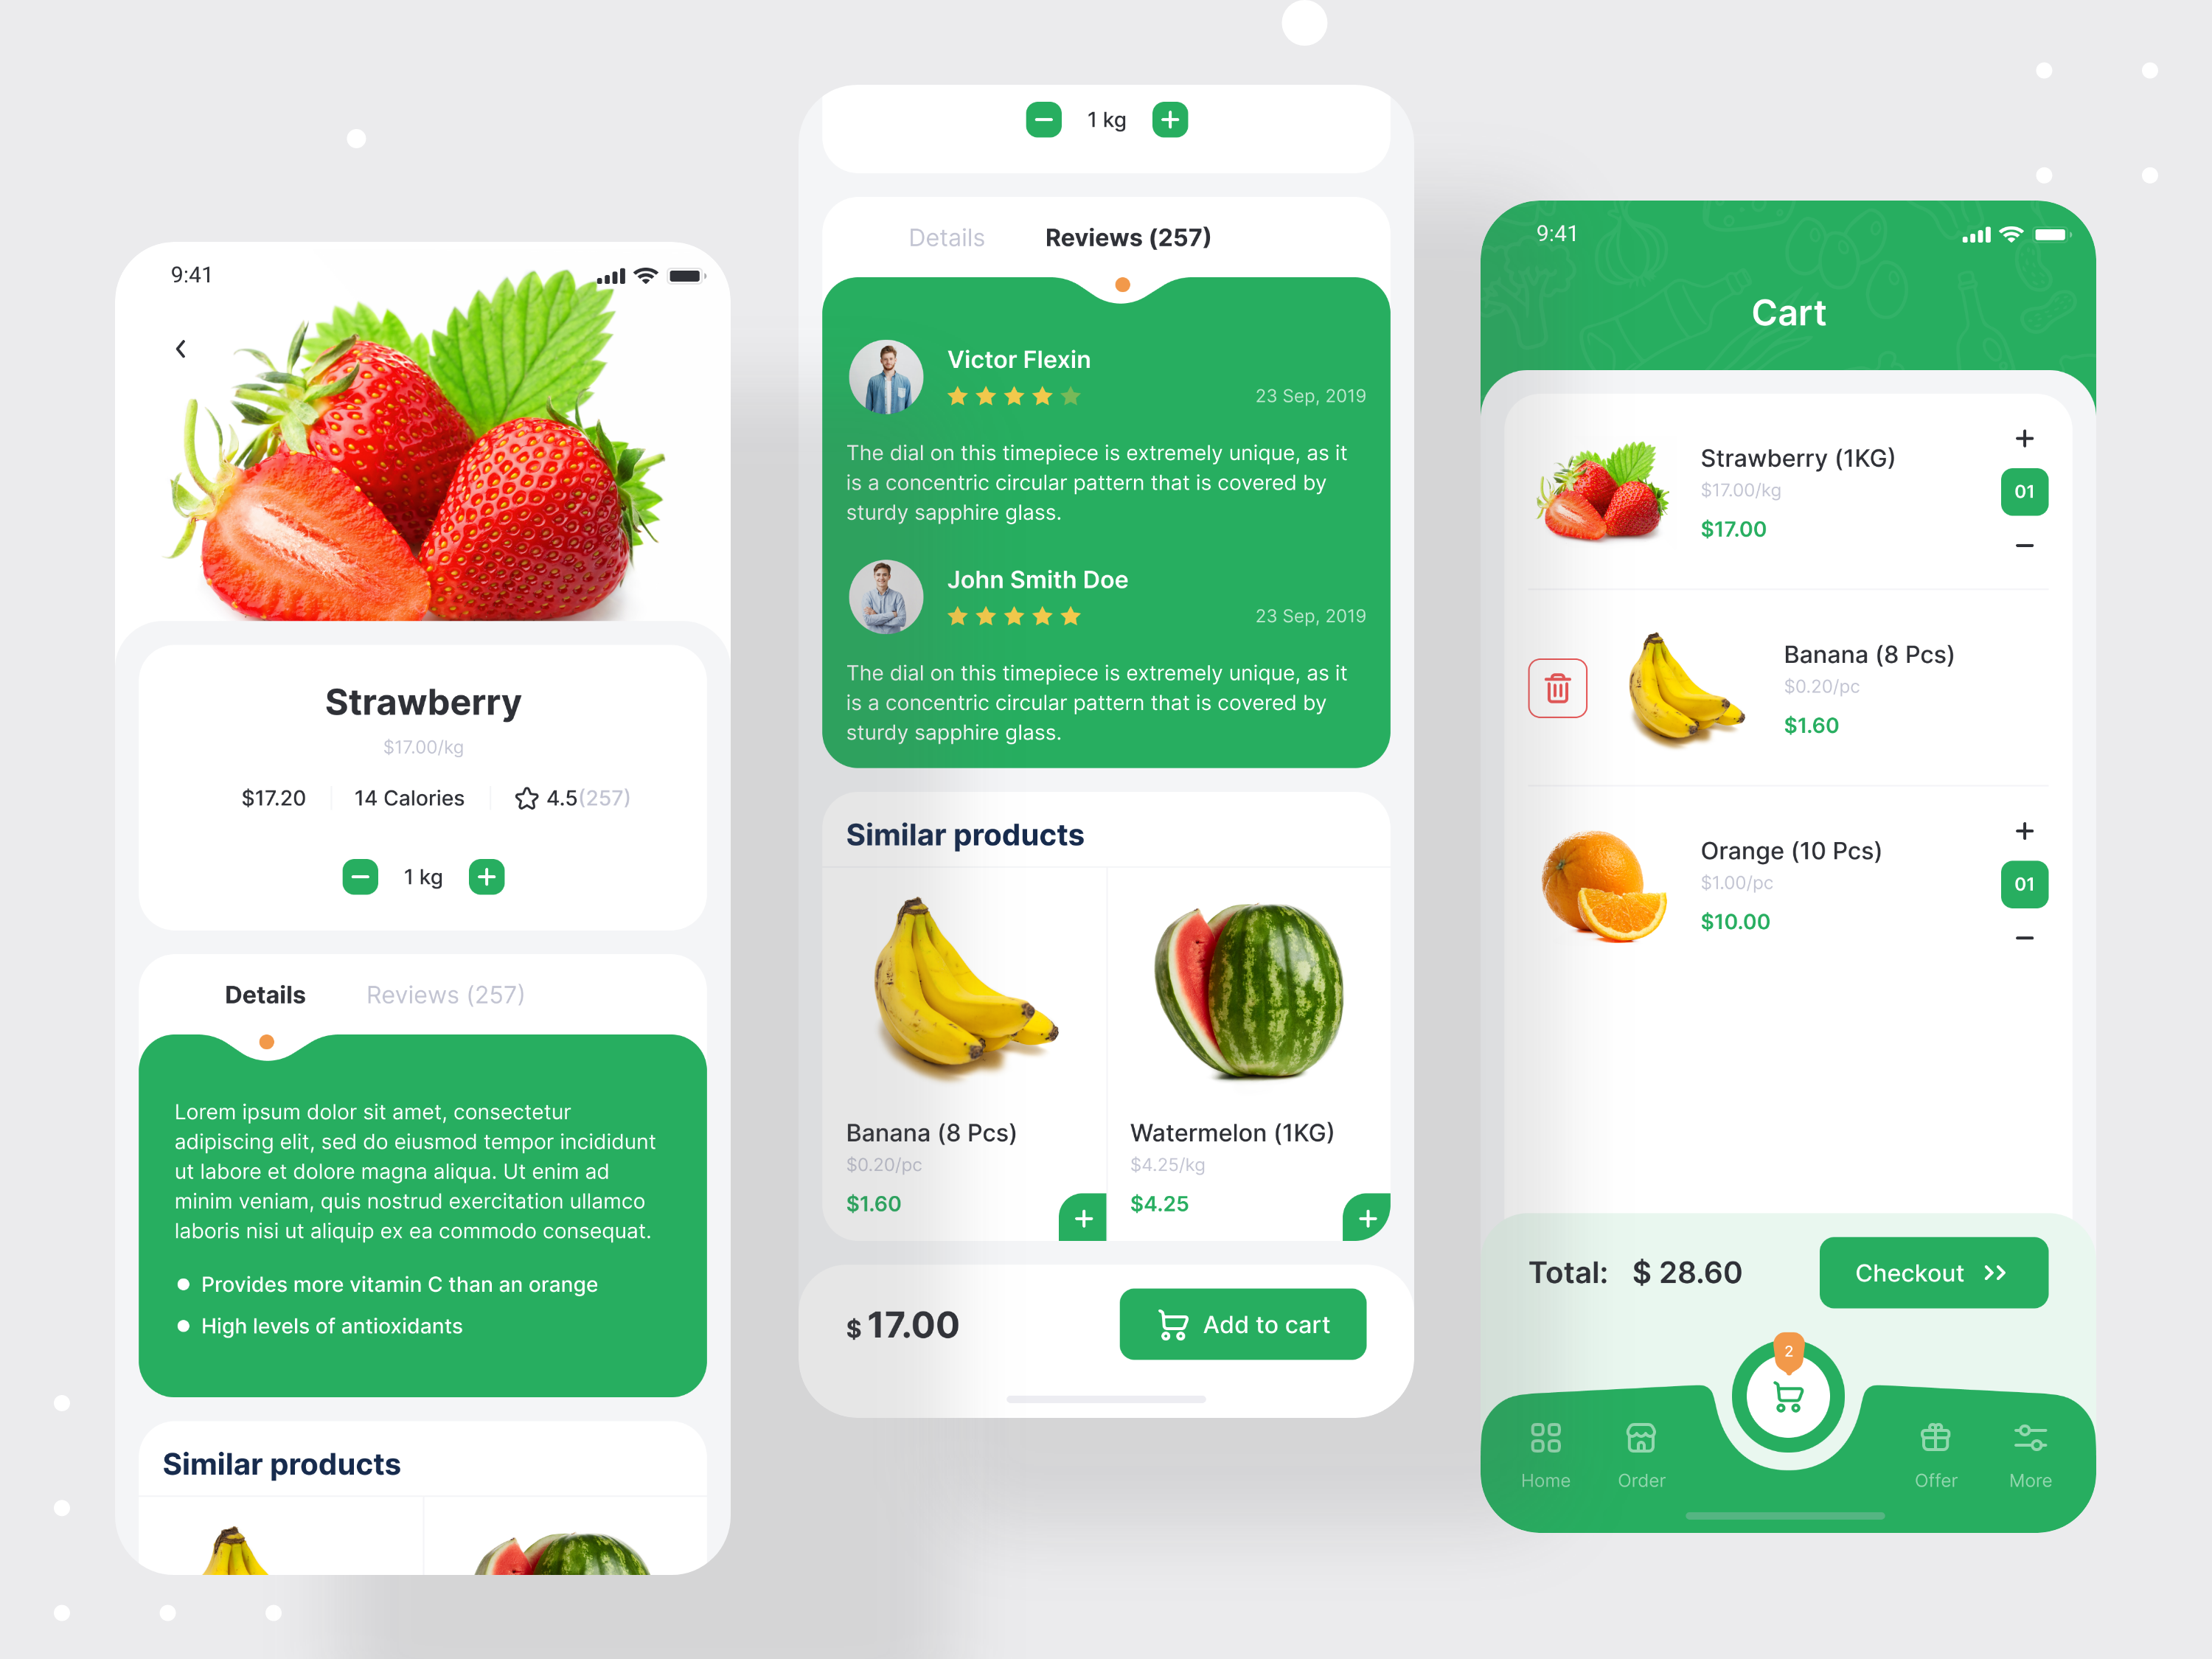 9:41
Strawberry
$17.00/kg
$17.20
14 Calories
4.5(257)
1 kg
Details
Reviews (257)
Lorem ipsum dolor sit amet, consectetur
adipiscing elit, sed do eiusmod tempor incididunt
ut labore et dolore magna aliqua. Ut enim ad
minim veniam, quis nostrud exercitation ullamco
laboris nisi ut aliquip ex ea commodo consequat.
Provides more vitamin C than an orange
High levels of antioxidants
Similar products
1 kg
Details
Reviews (257)
Victor Flexin
23 Sep, 2019
The dial on this timepiece is extremely unique, as it
is a concentric circular pattern that is covered by
sturdy sapphire glass.
John Smith Doe
23 Sep, 2019
The dial on this timepiece is extremely unique, as it
is a concentric circular pattern that is covered by
sturdy sapphire glass.
Similar products
Banana (8 Pcs)
$0.20/pc
$1.60
Watermelon (1KG)
$4.25/kg
$4.25
$ 17.00
Add to cart
9:41
Cart
Strawberry (1KG)
$17.00/kg
$17.00
01
Banana (8 Pcs)
$0.20/pc
$1.60
Orange (10 Pcs)
$1.00/pc
$10.00
01
Total: $ 28.60
Checkout
2
Home
Order
Offer
More